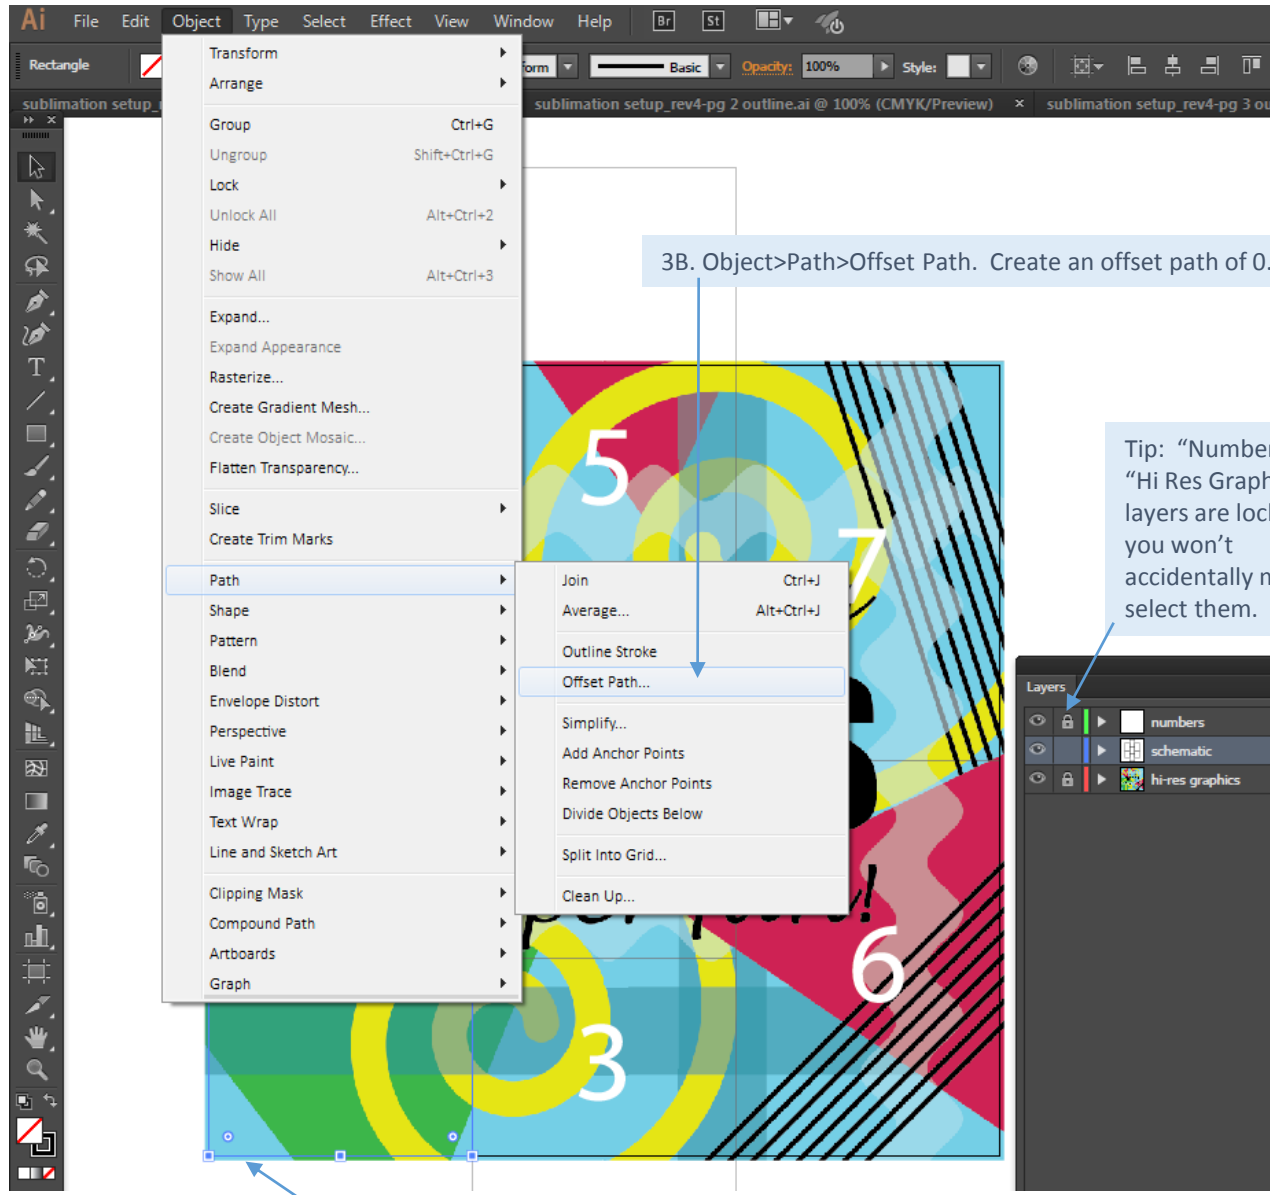 Ai File Edit Object Type Select Effect View Window Help Br St
Rectangle Basic Opacity: 100% Style:
sublimation setup_ sublimation setup_rev4-pg 2 outline.ai @ 100% (CMYK/Preview) × sublimation setup_rev4-pg 3 ou
Transform
Arrange
Group Ctrl+G
Ungroup Shift+Ctrl+G
Lock
Unlock All Alt+Ctrl+2
Hide
Show All Alt+Ctrl+3
Expand...
Expand Appearance
Rasterize...
Create Gradient Mesh...
Create Object Mosaic...
Flatten Transparency...
Slice
Create Trim Marks
Path
Shape
Pattern
Blend
Envelope Distort
Perspective
Live Paint
Image Trace
Text Wrap
Line and Sketch Art
Clipping Mask
Compound Path
Artboards
Graph
Join Ctrl+J
Average... Alt+Ctrl+J
Outline Stroke
Offset Path...
Simplify...
Add Anchor Points
Remove Anchor Points
Divide Objects Below
Split Into Grid...
Clean Up...
3B. Object>Path>Offset Path. Create an offset path of 0.
5
7
6
3
Tip: “Number
“Hi Res Graph
layers are lock
you won’t
accidentally m
select them.
Layers
numbers
schematic
hi-res graphics